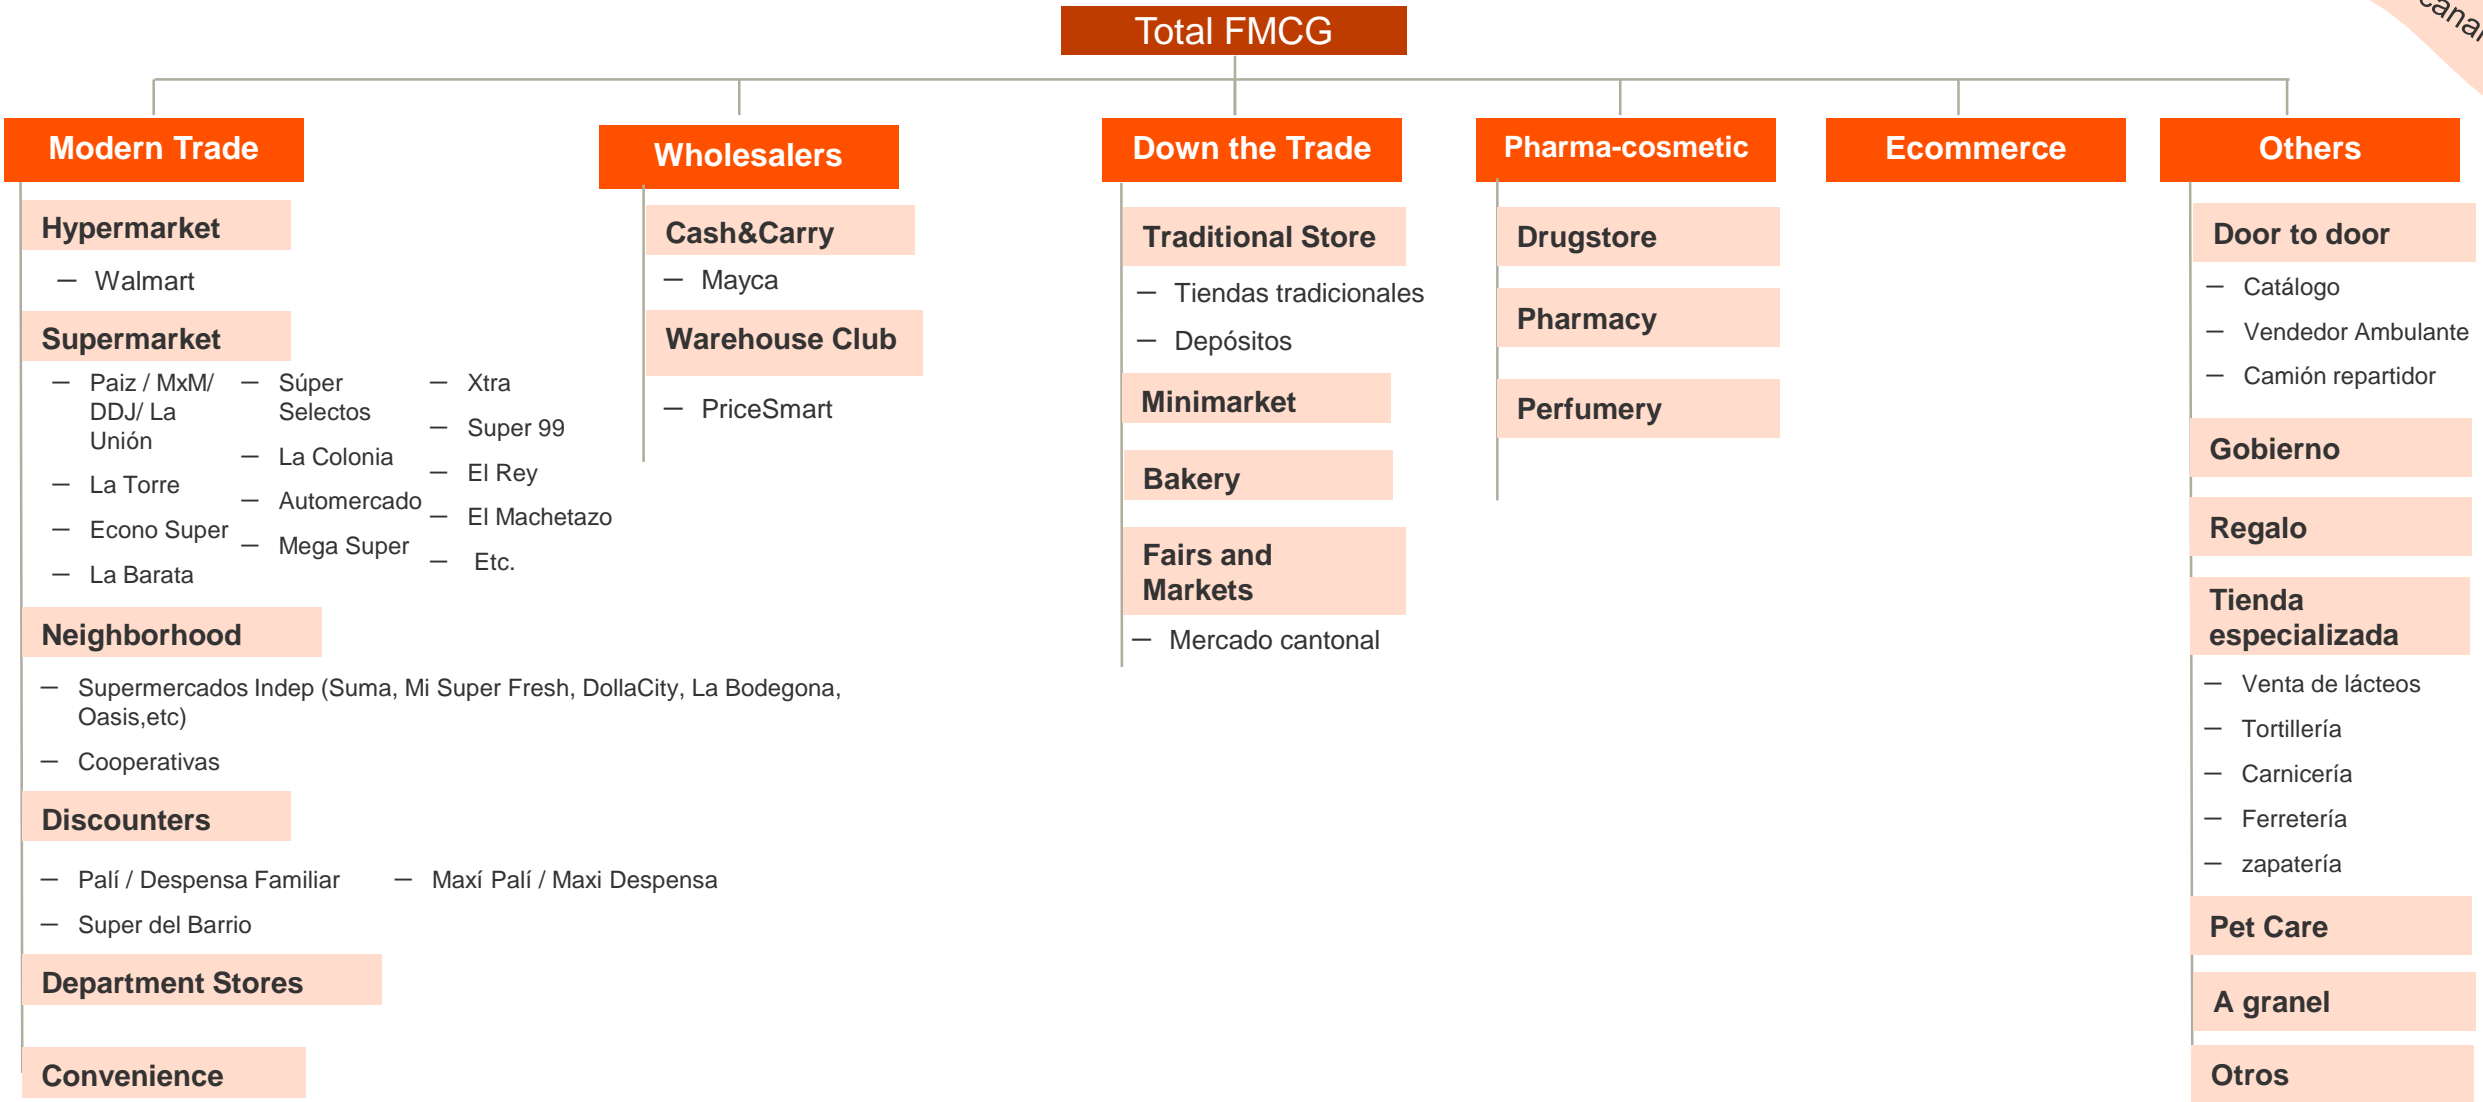 Total FMCG
Modern Trade
Hypermarket
— Walmart
Supermarket
— Paiz / MxM/
DDJ/ La
Unión
— La Torre
— Econo Super
— La Barata
— Súper
Selectos
— La Colonia
— Automercado
— Mega Super
— Xtra
— Super 99
— El Rey
— El Machetazo
— Etc.
Neighborhood
— Supermercados Indep (Suma, Mi Super Fresh, DollaCity, La Bodegona,
Oasis,etc)
— Cooperativas
Discounters
— Palí / Despensa Familiar
— Super del Barrio
— Maxí Palí / Maxi Despensa
Department Stores
Convenience
Wholesalers
Cash&Carry
— Mayca
Warehouse Club
— PriceSmart
Down the Trade
Traditional Store
— Tiendas tradicionales
— Depósitos
Minimarket
Bakery
Fairs and
Markets
— Mercado cantonal
Pharma-cosmetic
Drugstore
Pharmacy
Perfumery
Ecommerce
Others
Door to door
— Catálogo
— Vendedor Ambulante
— Camión repartidor
Gobierno
Regalo
Tienda
especializada
— Venta de lácteos
— Tortillería
— Carnicería
— Ferretería
— zapatería
Pet Care
A granel
Otros